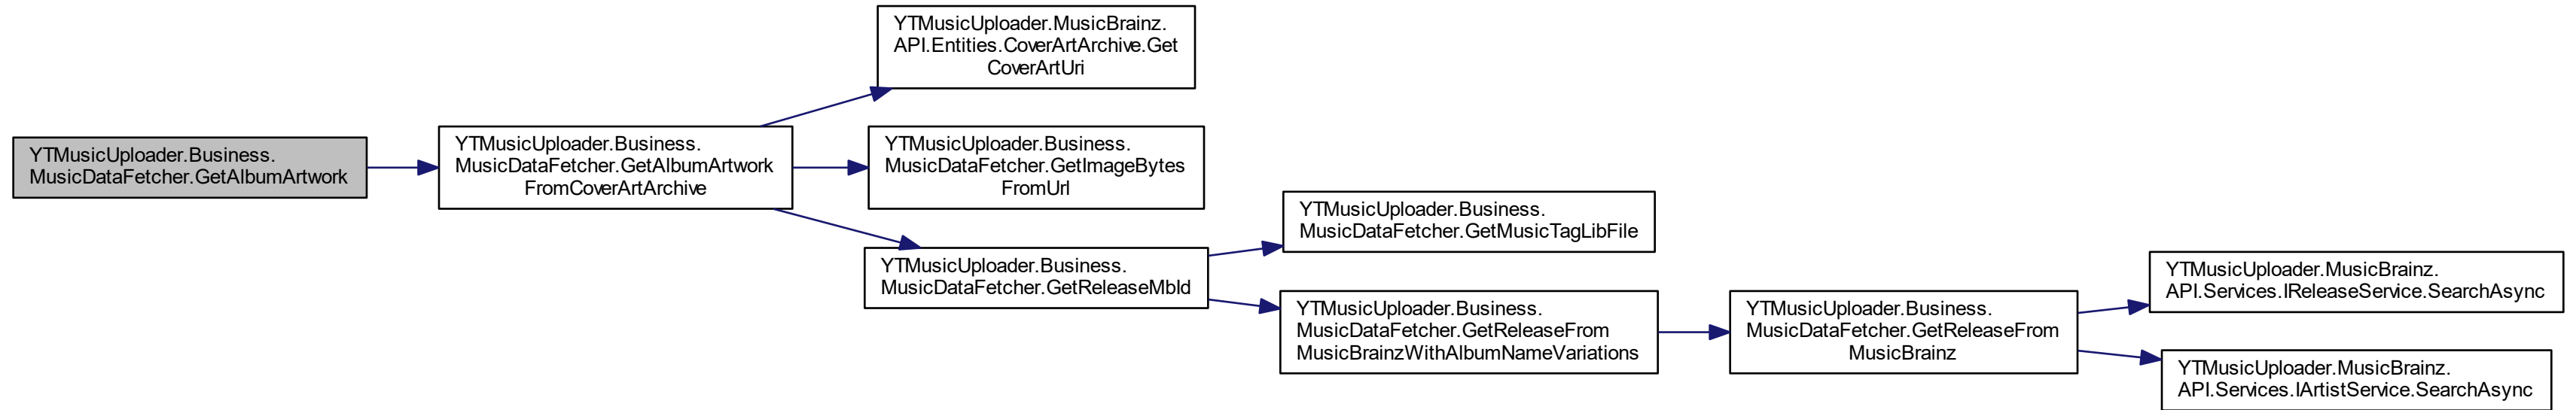 YTMusicUploader.MusicBrainz.
API.Entities.CoverArtArchive.Get
CoverArtUri
YTMusicUploader.Business.
MusicDataFetcher.GetAlbumArtwork
YTMusicUploader.Business.
MusicDataFetcher.GetAlbumArtwork
FromCoverArtArchive
YTMusicUploader.Business.
MusicDataFetcher.GetImageBytes
FromUrl
YTMusicUploader.Business.
MusicDataFetcher.GetReleaseMbId
YTMusicUploader.Business.
MusicDataFetcher.GetMusicTagLibFile
YTMusicUploader.Business.
MusicDataFetcher.GetReleaseFrom
MusicBrainzWithAlbumNameVariations
YTMusicUploader.Business.
MusicDataFetcher.GetReleaseFrom
MusicBrainz
YTMusicUploader.MusicBrainz.
API.Services.IReleaseService.SearchAsync
YTMusicUploader.MusicBrainz.
API.Services.IArtistService.SearchAsync